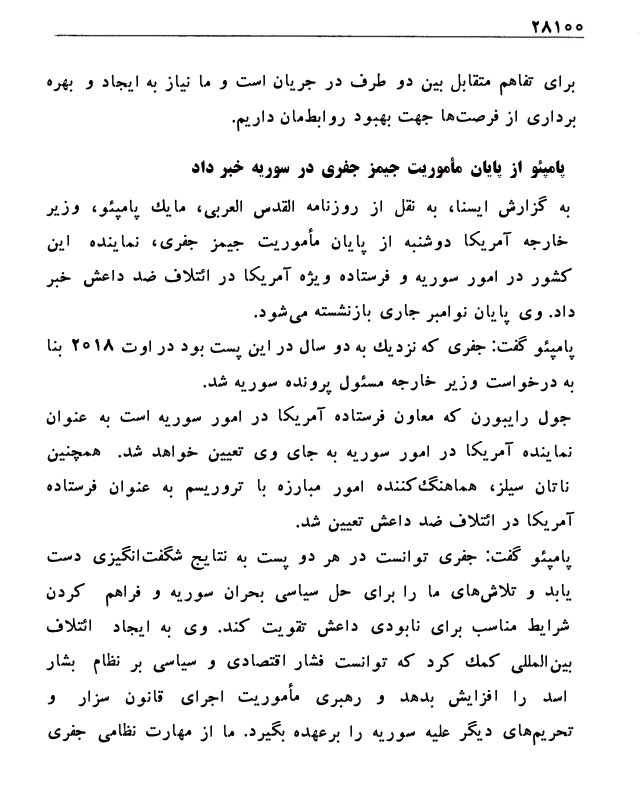 ۲۸۱۰۰
برای تفاهم متقابل بین دو طرف در جریان است و ما نیاز به ایجاد و بهره
برداری از فرصت‌ها جهت بهبود روابط‌مان داریم.
پامپئو از پایان مأموریت جیمز جفری در سوریه خبر داد
به گزارش ایسنا، به نقل از روزنامه القدس العربی، مایك پامپئو، وزیر
خارجه آمریکا دوشنبه از پایان مأموریت جیمز جفری، نماینده این
کشور در امور سوریه و فرستاده ویژه آمریکا در ائتلاف ضد داعش خبر
داد. وی پایان نوامبر جاری بازنشسته می‌شود.
پامپئو گفت: جفری که نزدیك به دو سال در این پست بود در اوت ۲۰۱۸ بنا
به درخواست وزیر خارجه مسئول پرونده سوریه شد.
جول رایبورن که معاون فرستاده آمریکا در امور سوریه است به عنوان
نماینده آمریکا در امور سوریه به جای وی تعیین خواهد شد. همچنین
ناتان سیلز، هماهنگ‌کننده امور مبارزه با تروریسم به عنوان فرستاده
آمریکا در ائتلاف ضد داعش تعیین شد.
پامپئو گفت: جفری توانست در هر دو پست به نتایج شگفت‌انگیزی دست
یابد و تلاش‌های ما را برای حل سیاسی بحران سوریه و فراهم کردن
شرایط مناسب برای نابودی داعش تقویت کند. وی به ایجاد ائتلاف
بین‌المللی کمك کرد که توانست فشار اقتصادی و سیاسی بر نظام بشار
اسد را افزایش بدهد و رهبری مأموریت اجرای قانون سزار و
تحریم‌های دیگر علیه سوریه را برعهده بگیرد. ما از مهارت نظامی جفری